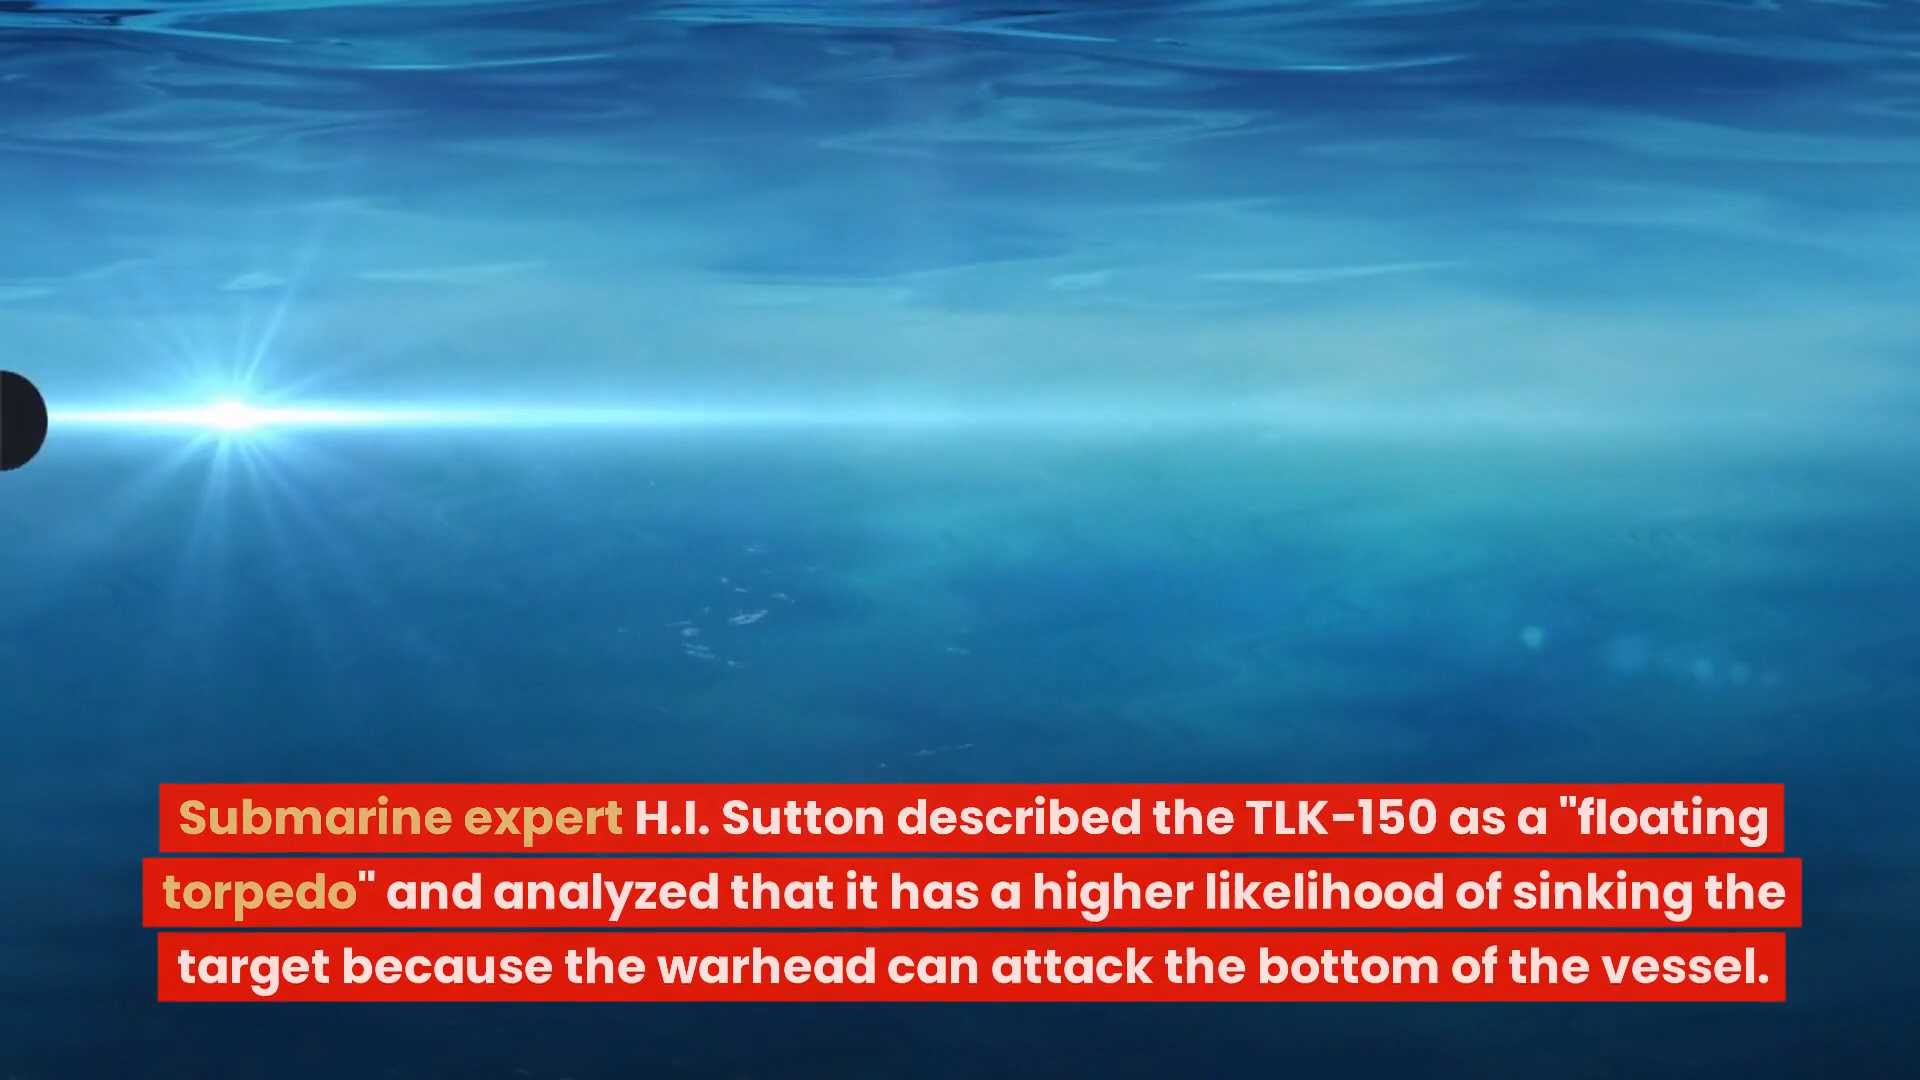 Submarine expert H.I. Sutton described the TLK-150 as a "floating
torpedo" and analyzed that it has a higher likelihood of sinking the
target because the warhead can attack the bottom of the vessel.